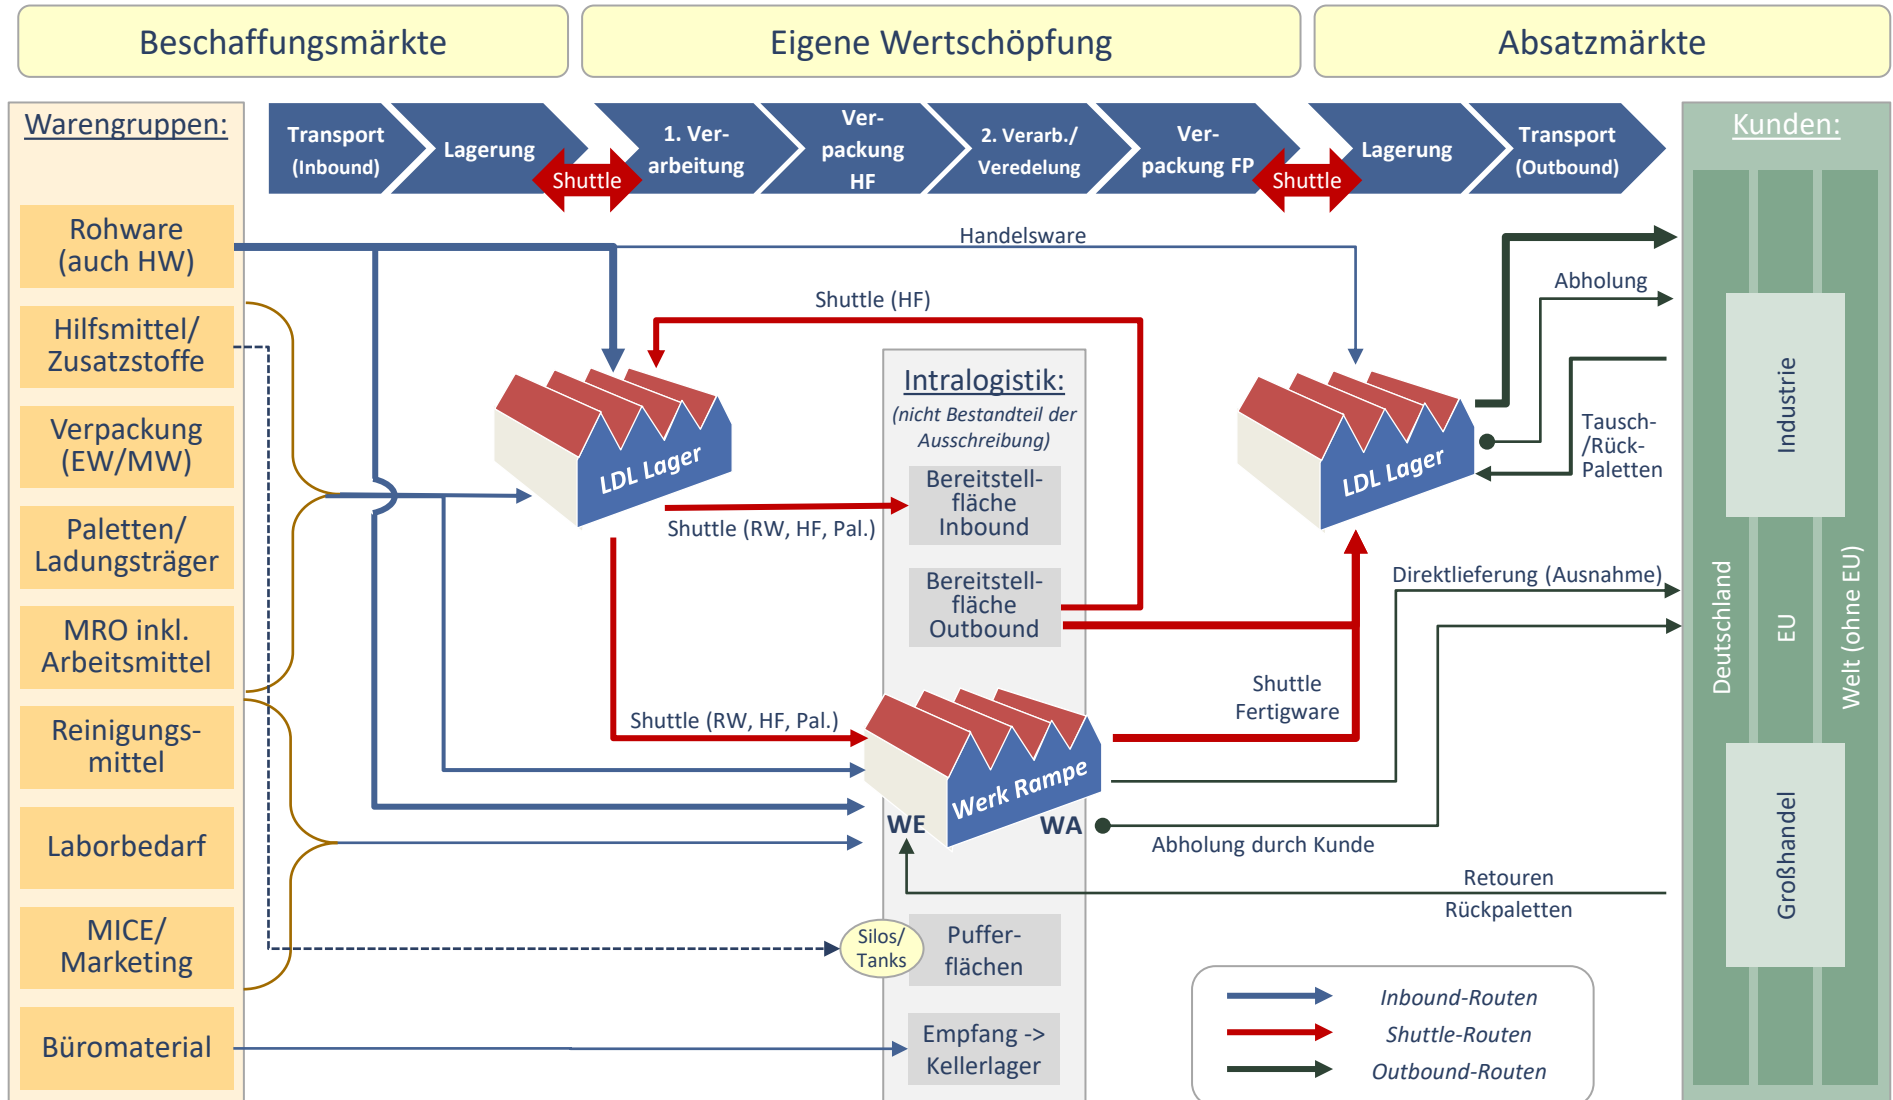 Beschaffungsmärkte
Eigene Wertschöpfung
Absatzmärkte
Warengruppen:
Transport
(Inbound)
Lagerung
Shuttle
1. Ver-
arbeitung
Ver-
packung
HF
2. Verarb./
Veredelung
Ver-
packung FP
Shuttle
Lagerung
Transport
(Outbound)
Kunden:
Rohware
(auch HW)
Hilfsmittel/
Zusatzstoffe
Verpackung
(EW/MW)
Paletten/
Ladungsträger
MRO inkl.
Arbeitsmittel
Reinigungs-
mittel
Laborbedarf
MICE/
Marketing
Büromaterial
Handelsware
Shuttle (HF)
LDL Lager
Shuttle (RW, HF, Pal.)
Shuttle (RW, HF, Pal.)
Intralogistik:
(nicht Bestandteil der
Ausschreibung)
Bereitstell-
fläche
Inbound
Bereitstell-
fläche
Outbound
Werk Rampe
WE
WA
Silos/
Tanks
Puffer-
flächen
Empfang ->
Kellerlager
LDL Lager
Abholung
Tausch-
/Rück-
Paletten
Direktlieferung (Ausnahme)
Shuttle
Fertigware
Abholung durch Kunde
Retouren
Rückpaletten
Inbound-Routen
Shuttle-Routen
Outbound-Routen
Industrie
Deutschland
EU
Welt (ohne EU)
Großhandel